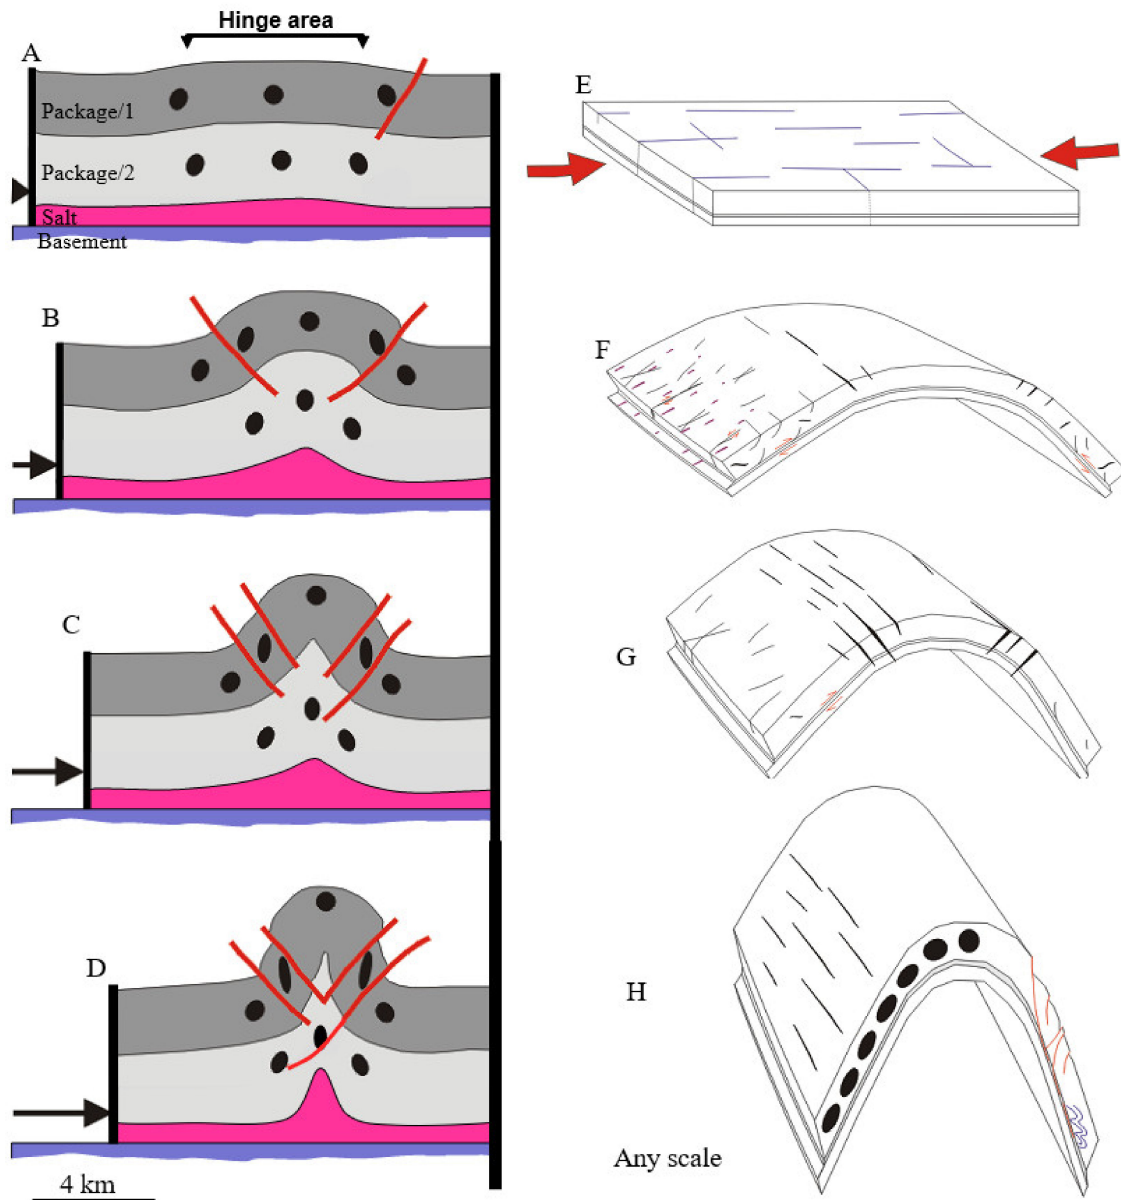 Hinge area
A
Package/1
Package/2
Salt
Basement
B
C
D
4 km
E
F
G
H
Any scale